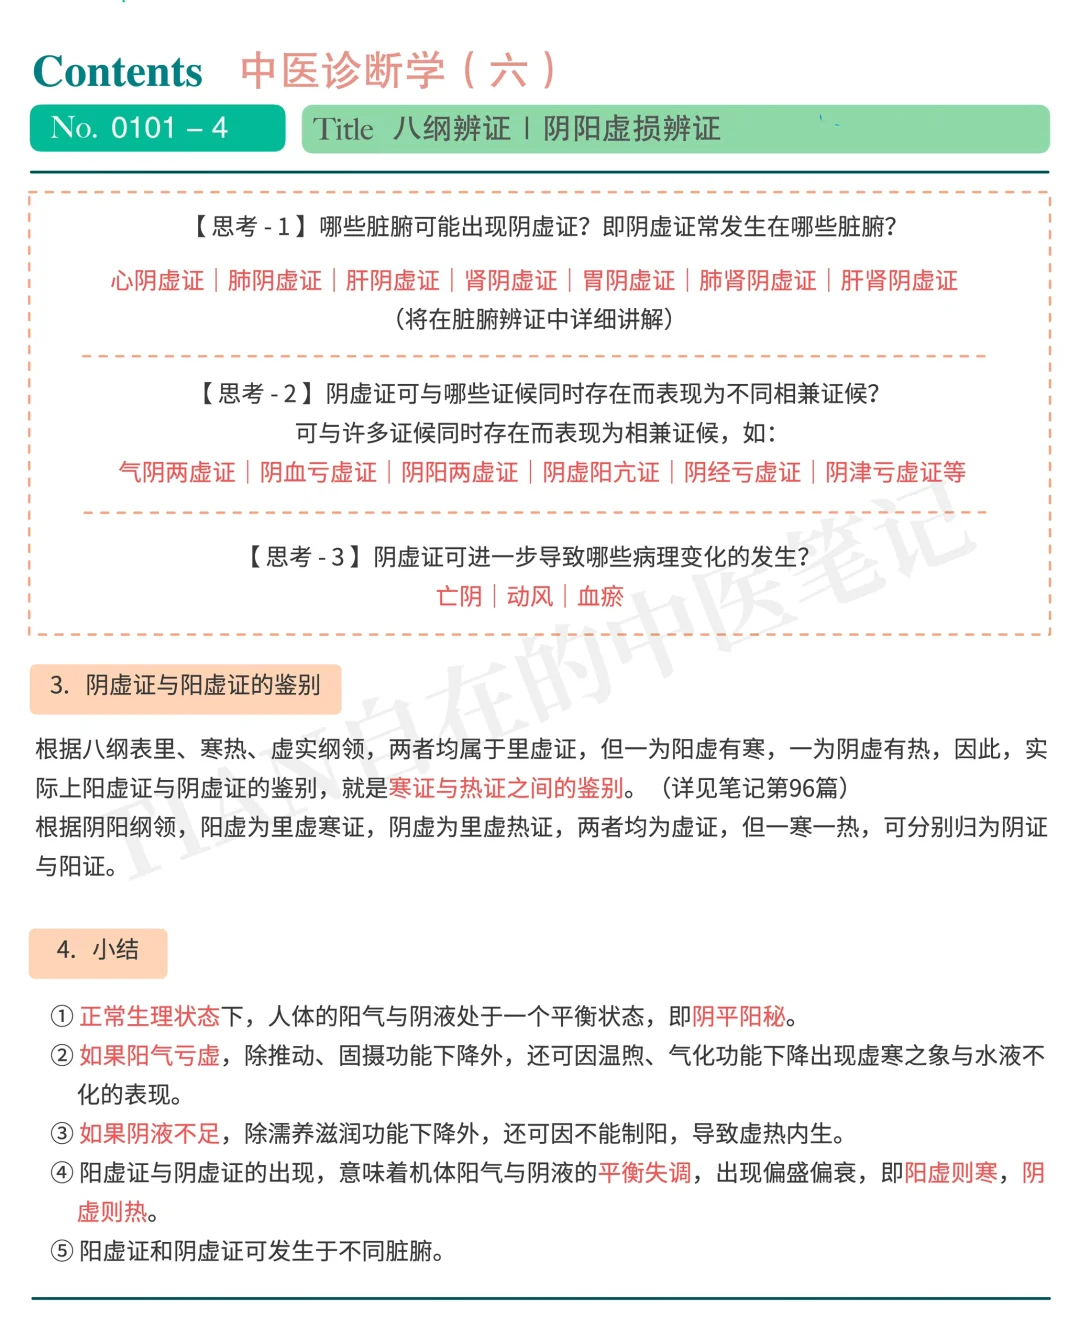 Contents 中医诊断学（六）
No. 0101 – 4 Title 八纲辨证 | 阴阳虚损辨证
【思考 - 1】哪些脏腑可能出现阴虚证？即阴虚证常发生在哪些脏腑？
心阴虚证｜肺阴虚证｜肝阴虚证｜肾阴虚证｜胃阴虚证｜肺肾阴虚证｜肝肾阴虚证
（将在脏腑辨证中详细讲解）
【思考 - 2】阴虚证可与哪些证候同时存在而表现为不同相兼证候？
可与许多证候同时存在而表现为相兼证候，如：
气阴两虚证｜阴血亏虚证｜阴阳两虚证｜阴虚阳亢证｜阴经亏虚证｜阴津亏虚证等
【思考 - 3】阴虚证可进一步导致哪些病理变化的发生？
亡阴｜动风｜血瘀
3. 阴虚证与阳虚证的鉴别
根据八纲表里、寒热、虚实纲领，两者均属于里虚证，但一为阳虚有寒，一为阴虚有热，因此，实
际上阳虚证与阴虚证的鉴别，就是寒证与热证之间的鉴别。（详见笔记第96篇）
根据阴阳纲领，阳虚为里虚寒证，阴虚为里虚热证，两者均为虚证，但一寒一热，可分别归为阴证
与阳证。
4. 小结
① 正常生理状态下，人体的阳气与阴液处于一个平衡状态，即阴平阳秘。
② 如果阳气亏虚，除推动、固摄功能下降外，还可因温煦、气化功能下降出现虚寒之象与水液不
化的表现。
③ 如果阴液不足，除濡养滋润功能下降外，还可因不能制阳，导致虚热内生。
④ 阳虚证与阴虚证的出现，意味着机体阳气与阴液的平衡失调，出现偏盛偏衰，即阳虚则寒，阴
虚则热。
⑤ 阳虚证和阴虚证可发生于不同脏腑。
TIAN自在的中医笔记